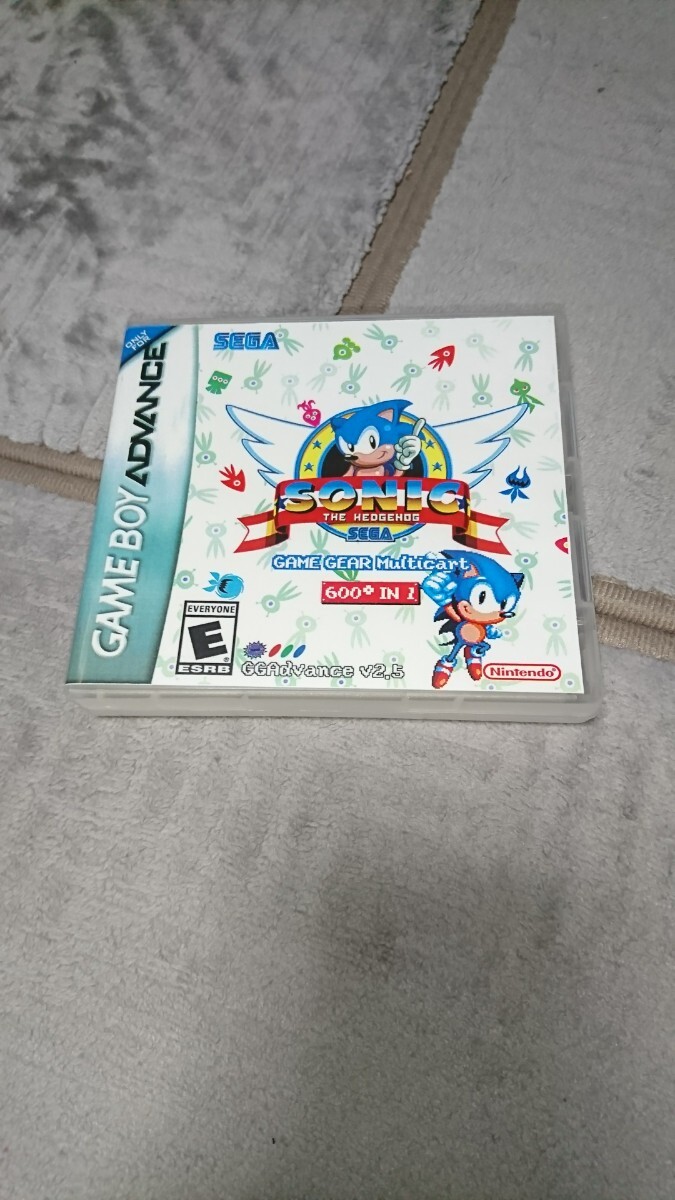 ONLY
FOR
GAME BOY ADVANCE
SEGA
SONIC
THE HEDGEHOG
SEGA
GAME GEAR Multicart
600+ IN 1
EVERYONE
E
ESRB
GGAdvance v2.5
Nintendo